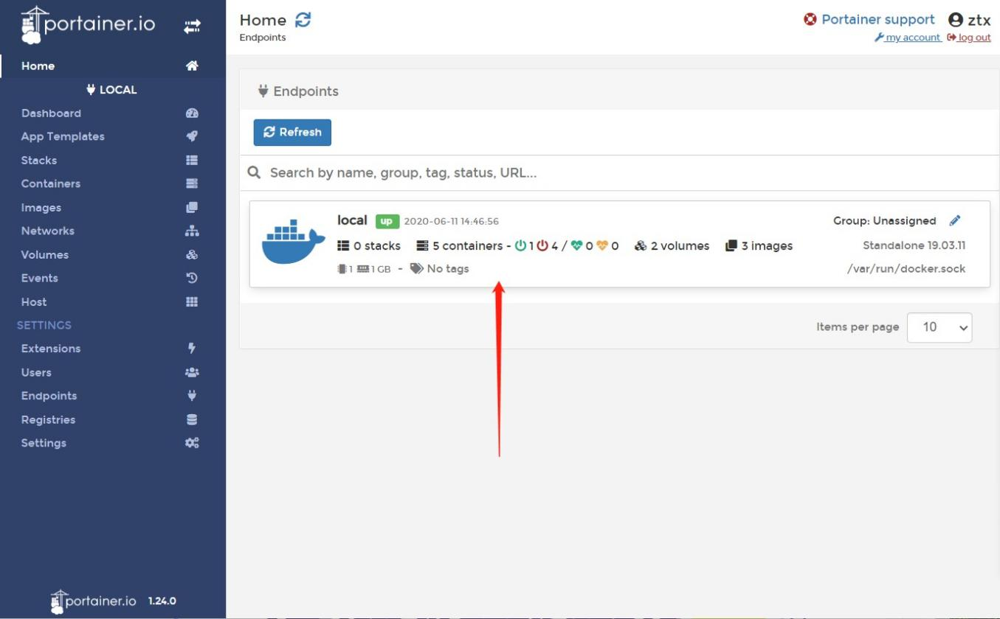 portainer.io
Home
LOCAL
Dashboard
App Templates
Stacks
Containers
Images
Networks
Volumes
Events
Host
SETTINGS
Extensions
Users
Endpoints
Registries
Settings
portainer.io 1.24.0
Home
Endpoints
Portainer support ztx
my account log out
Endpoints
Refresh
Search by name, group, tag, status, URL...
local up 2020-06-11 14:46:56
Group: Unassigned
0 stacks 5 containers - 1 4 / 0 0 2 volumes 3 images
Standalone 19.03.11
1 1 GB - No tags
/var/run/docker.sock
Items per page 10